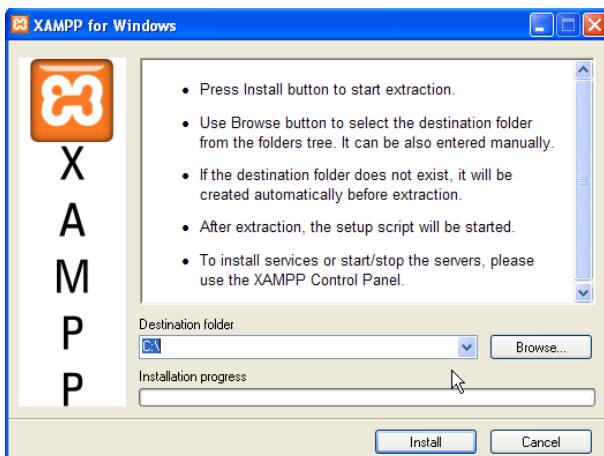 XAMPP for Windows
X
A
M
P
P
• Press Install button to start extraction.
• Use Browse button to select the destination folder
from the folders tree. It can be also entered manually.
• If the destination folder does not exist, it will be
created automatically before extraction.
• After extraction, the setup script will be started.
• To install services or start/stop the servers, please
use the XAMPP Control Panel.
Destination folder
C:\
Browse...
Installation progress
Install
Cancel